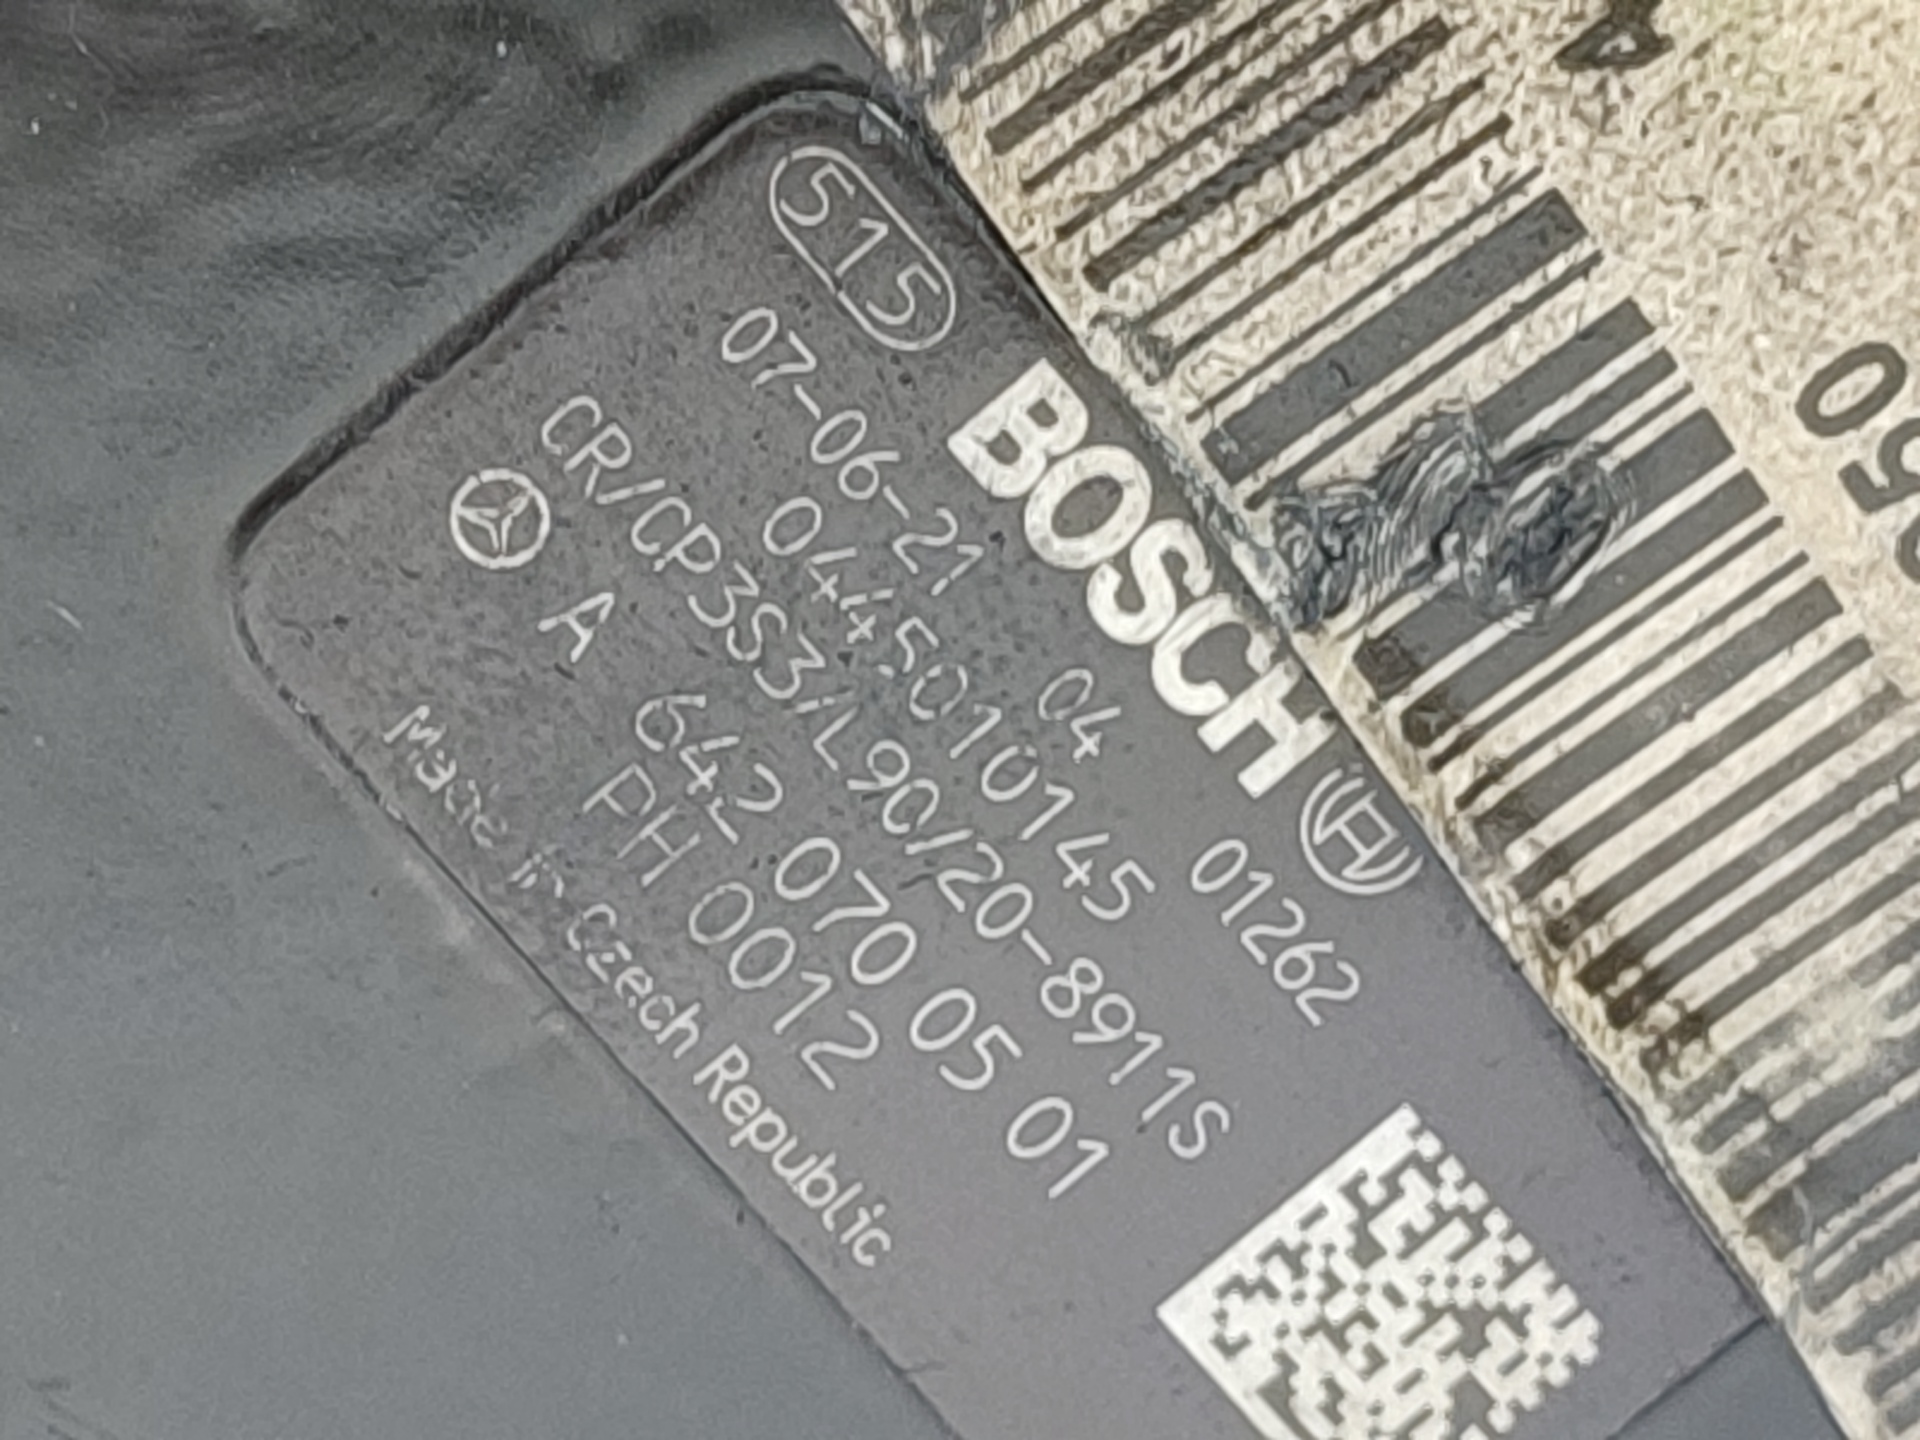 515
BOSCH
07-06-21 04 01262
0445010145
CR/CP3S3/L90/20-8911S
A 642 070 05 01
PH 0012
Made in Czech Republic